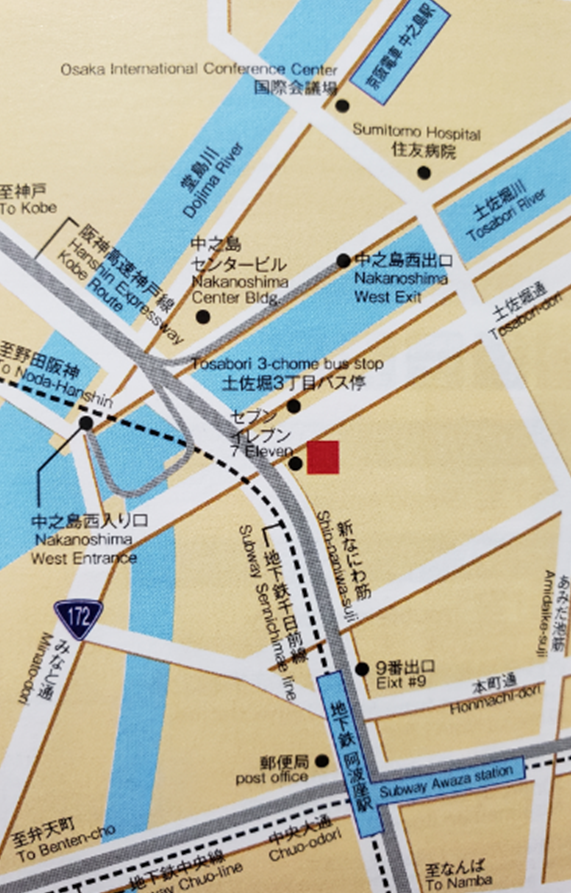 京阪電車 中之島駅
Osaka International Conference Center
国際会議場
Sumitomo Hospital
住友病院
堂島川
Dojima River
土佐堀川
Tosabori River
至神戸
To Kobe
阪神高速神戸線
Hanshin Expressway
Kobe Route
中之島
センタービル
Nakanoshima
Center Bldg.
中之島西出口
Nakanoshima
West Exit
土佐堀通
Tosabori-dori
至野田阪神
To Noda-Hanshin
Tosabori 3-chome bus stop
土佐堀3丁目バス停
セブン
イレブン
7 Eleven
中之島西入り口
Nakanoshima
West Entrance
新なにわ筋
Shin-naniwa-suji
地下鉄千日前線
Subway Sennichimae line
172
みなと通
Minato-dori
あみだ池筋
Amidaike-suji
9番出口
Eixt #9
本町通
Honmachi-dori
地下鉄 阿波座駅
Subway Awaza station
郵便局
post office
至弁天町
To Benten-cho
中央大通
Chuo-odori
地下鉄中央線
way Chuo-line
至なんば
To Namba